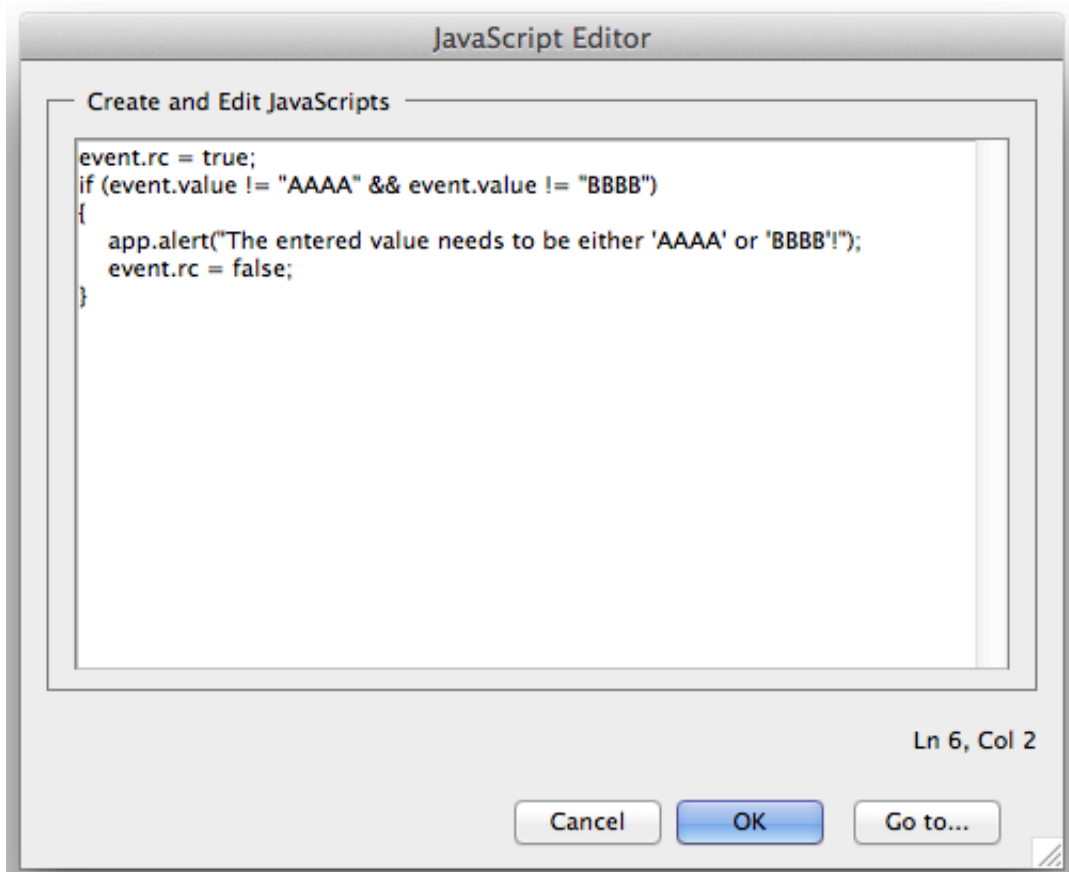 JavaScript Editor
Create and Edit JavaScripts
event.rc = true;
if (event.value != "AAAA" && event.value != "BBBB")
{
    app.alert("The entered value needs to be either 'AAAA' or 'BBBB'!");
    event.rc = false;
}
Ln 6, Col 2
Cancel
OK
Go to...